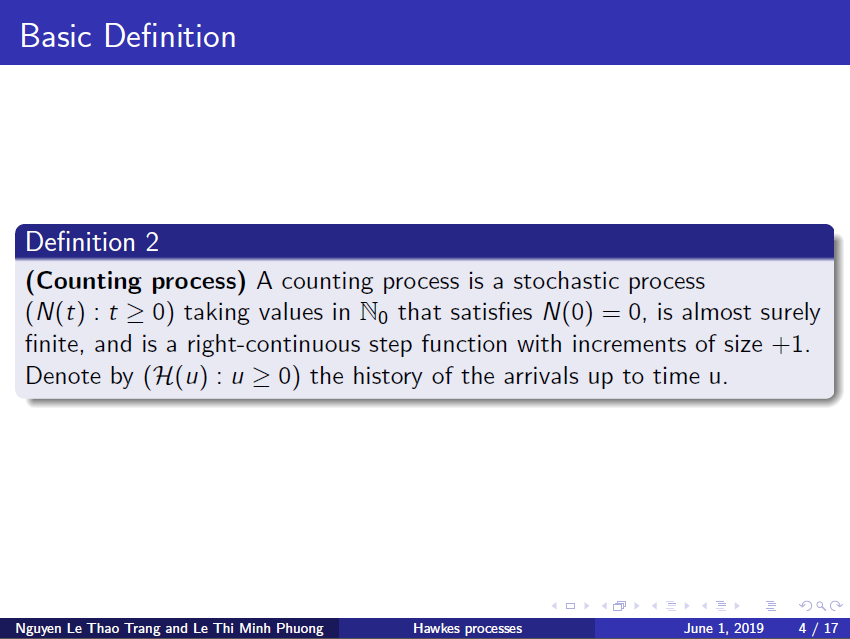 Basic Definition
Definition 2
(Counting process) A counting process is a stochastic process
(N(t) : t ≥ 0) taking values in ℕ₀ that satisfies N(0) = 0, is almost surely
finite, and is a right-continuous step function with increments of size +1.
Denote by (ℋ(u) : u ≥ 0) the history of the arrivals up to time u.
Nguyen Le Thao Trang and Le Thi Minh Phuong Hawkes processes June 1, 2019 4 / 17